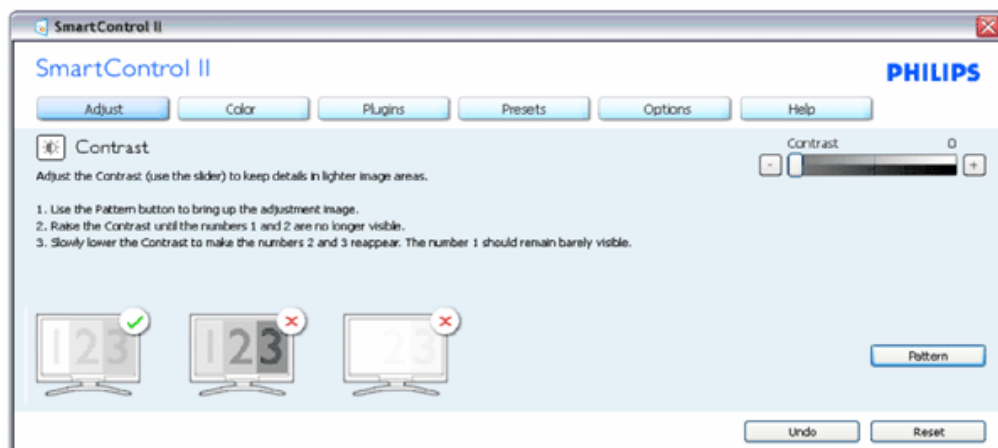 SmartControl II
SmartControl II
PHILIPS
Adjust Color Plugins Presets Options Help
Contrast
Contrast 0
- +
Adjust the Contrast (use the slider) to keep details in lighter image areas.
1. Use the Pattern button to bring up the adjustment image.
2. Raise the Contrast until the numbers 1 and 2 are no longer visible.
3. Slowly lower the Contrast to make the numbers 2 and 3 reappear. The number 1 should remain barely visible.
123 123 23
Pattern
Undo Reset